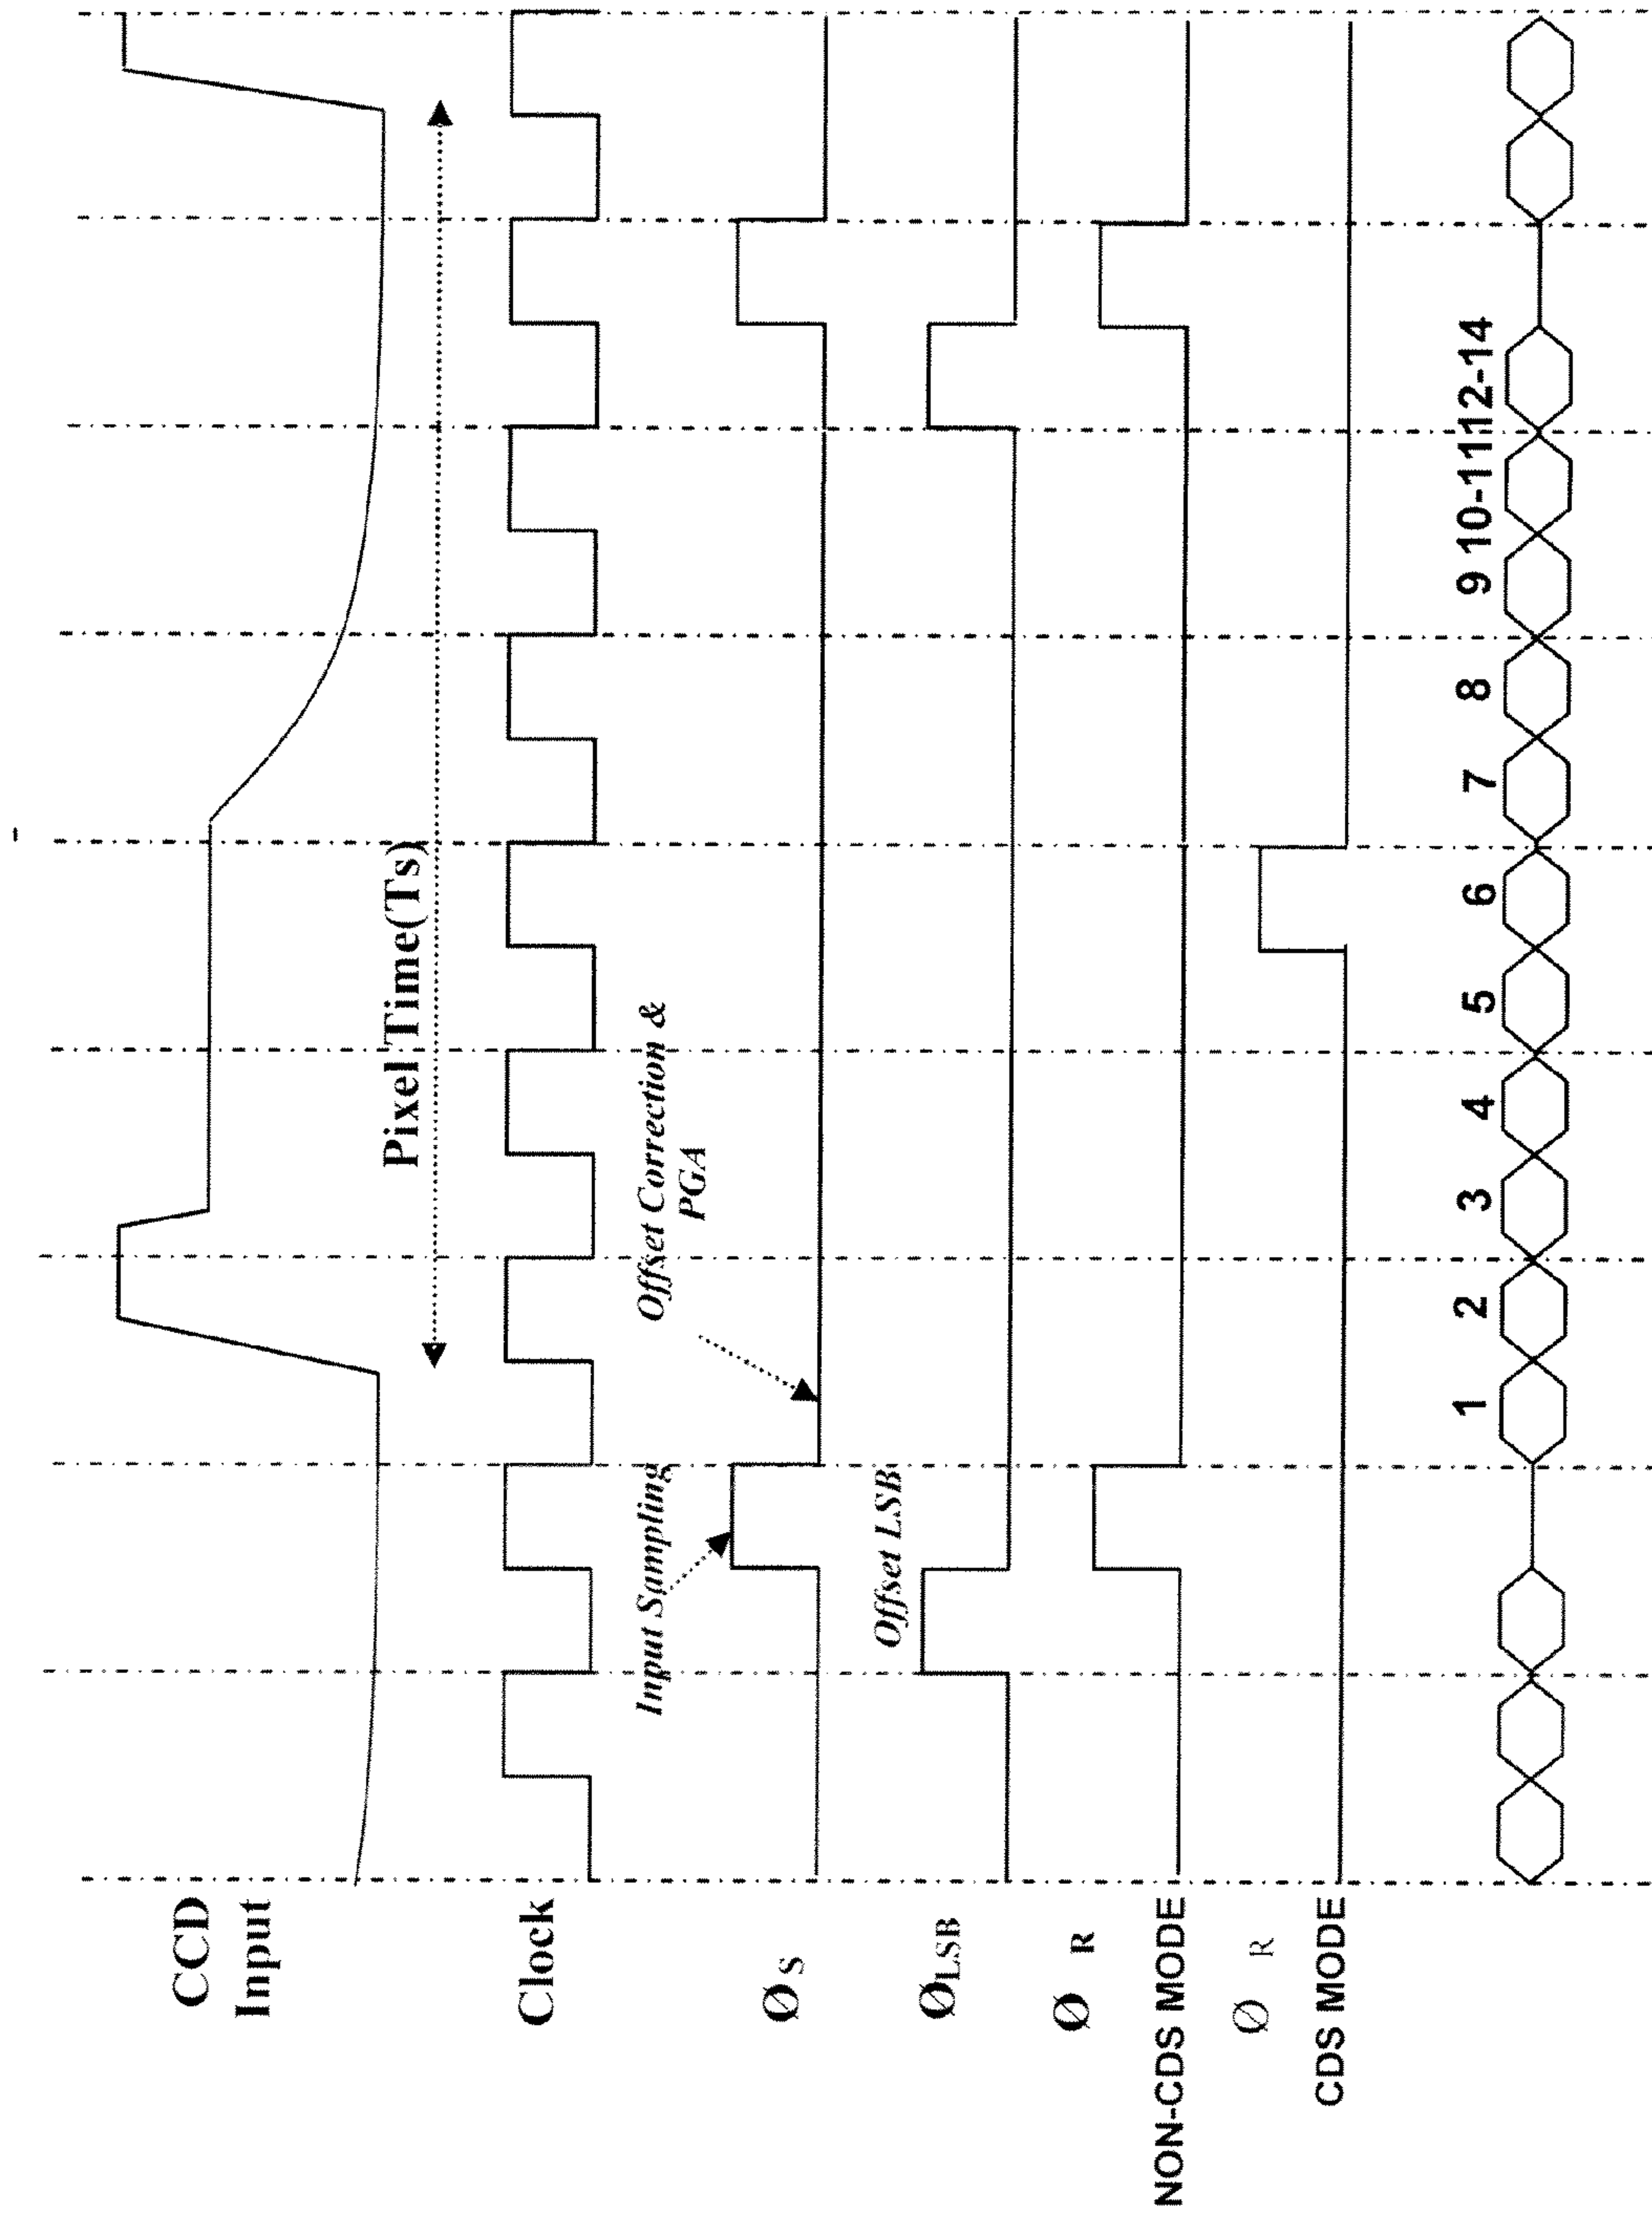 CCD
Input
Pixel Time(Ts)
Clock
Input Sampling
Offset Correction &
PGA
ØS
Offset LSB
ØLSB
Ø R
NON-CDS MODE
Ø R
CDS MODE
1 2 3 4 5 6 7 8 9 10-11 12-14